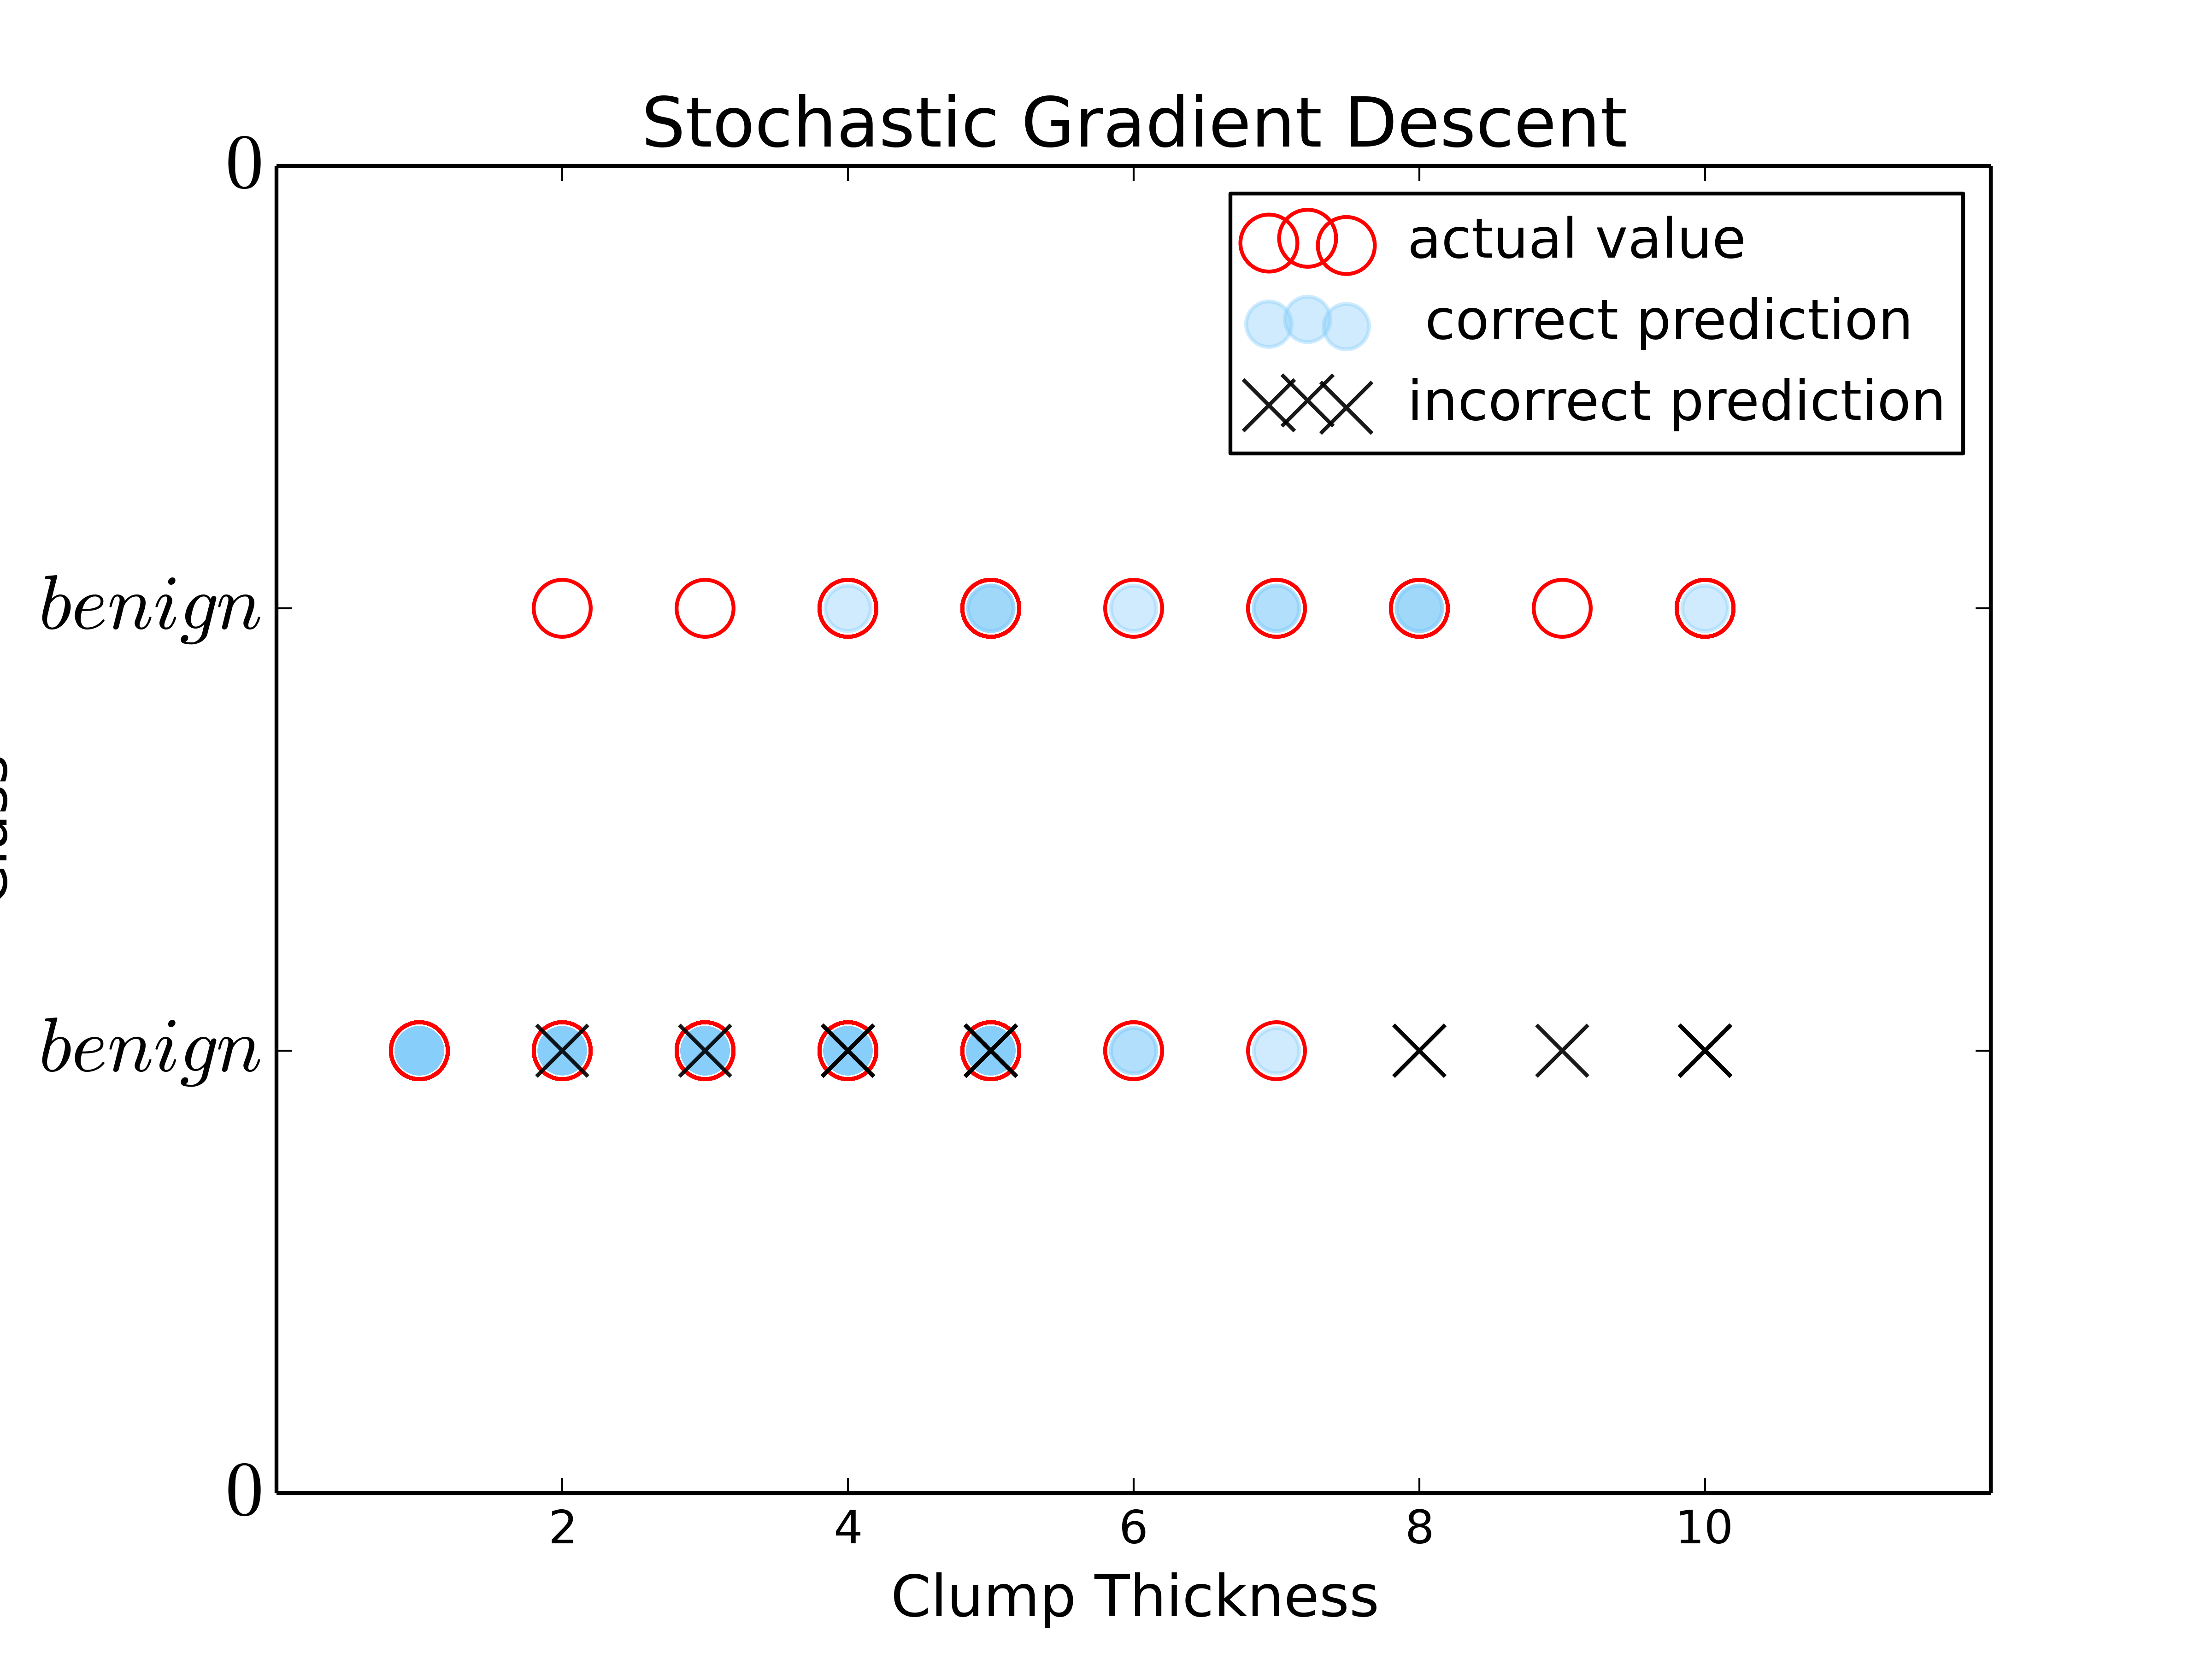 Stochastic Gradient Descent
0
actual value
correct prediction
incorrect prediction
benign
benign
0
2 4 6 8 10
Clump Thickness